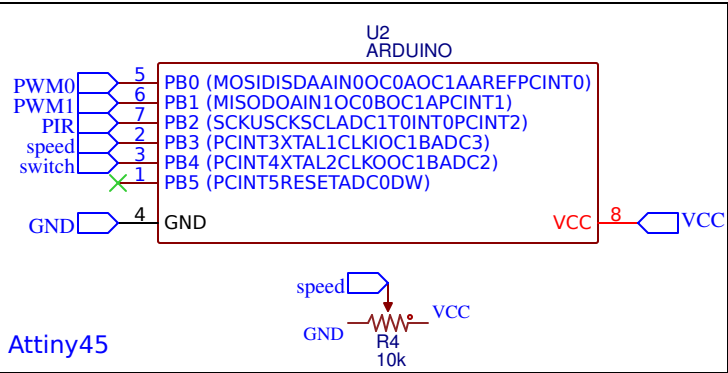 U2
ARDUINO
PWM0 5 PB0 (MOSIDISDAAIN0OC0AOC1AAREFPCINT0)
PWM1 6 PB1 (MISODOAIN1OC0BOC1APCINT1)
PIR 7 PB2 (SCKUSCKSCLADC1T0INT0PCINT2)
speed 2 PB3 (PCINT3XTAL1CLKIOC1BADC3)
switch 3 PB4 (PCINT4XTAL2CLKOOC1BADC2)
1 PB5 (PCINT5RESETADC0DW)
GND 4 GND VCC 8 VCC
speed
GND VCC
R4
10k
Attiny45